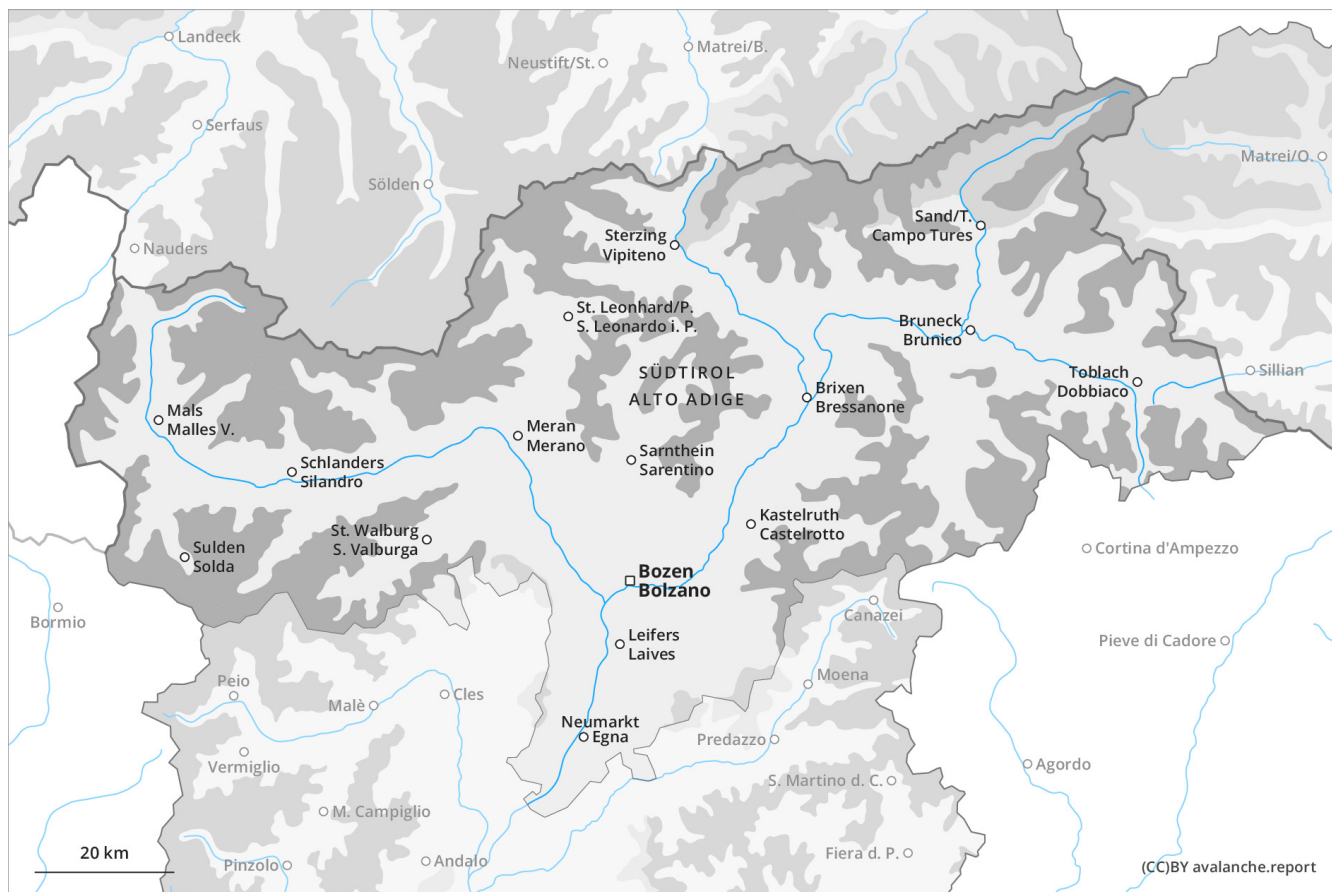 Landeck
Matrei/B.
Neustift/St.
Serfaus
Matrei/O.
Sölden
Sand/T.
Campo Tures
Nauders
Sterzing
Vipiteno
St. Leonhard/P.
S. Leonardo i. P.
Bruneck
Brunico
SÜDTIROL
ALTO ADIGE
Toblach
Dobbiaco
Sillian
Brixen
Bressanone
Mals
Malles V.
Meran
Merano
Sarnthein
Sarentino
Schlanders
Silandro
Kastelruth
Castelrotto
St. Walburg
S. Valburga
Sulden
Solda
Cortina d'Ampezzo
Bozen
Bolzano
Bormio
Canazei
Leifers
Laives
Pieve di Cadore
Moena
Peio
Malè
Cles
Neumarkt
Egna
Predazzo
Vermiglio
Agordo
S. Martino d. C.
M. Campiglio
20 km
Pinzolo
Andalo
Fiera d. P.
(CC)BY avalanche.report